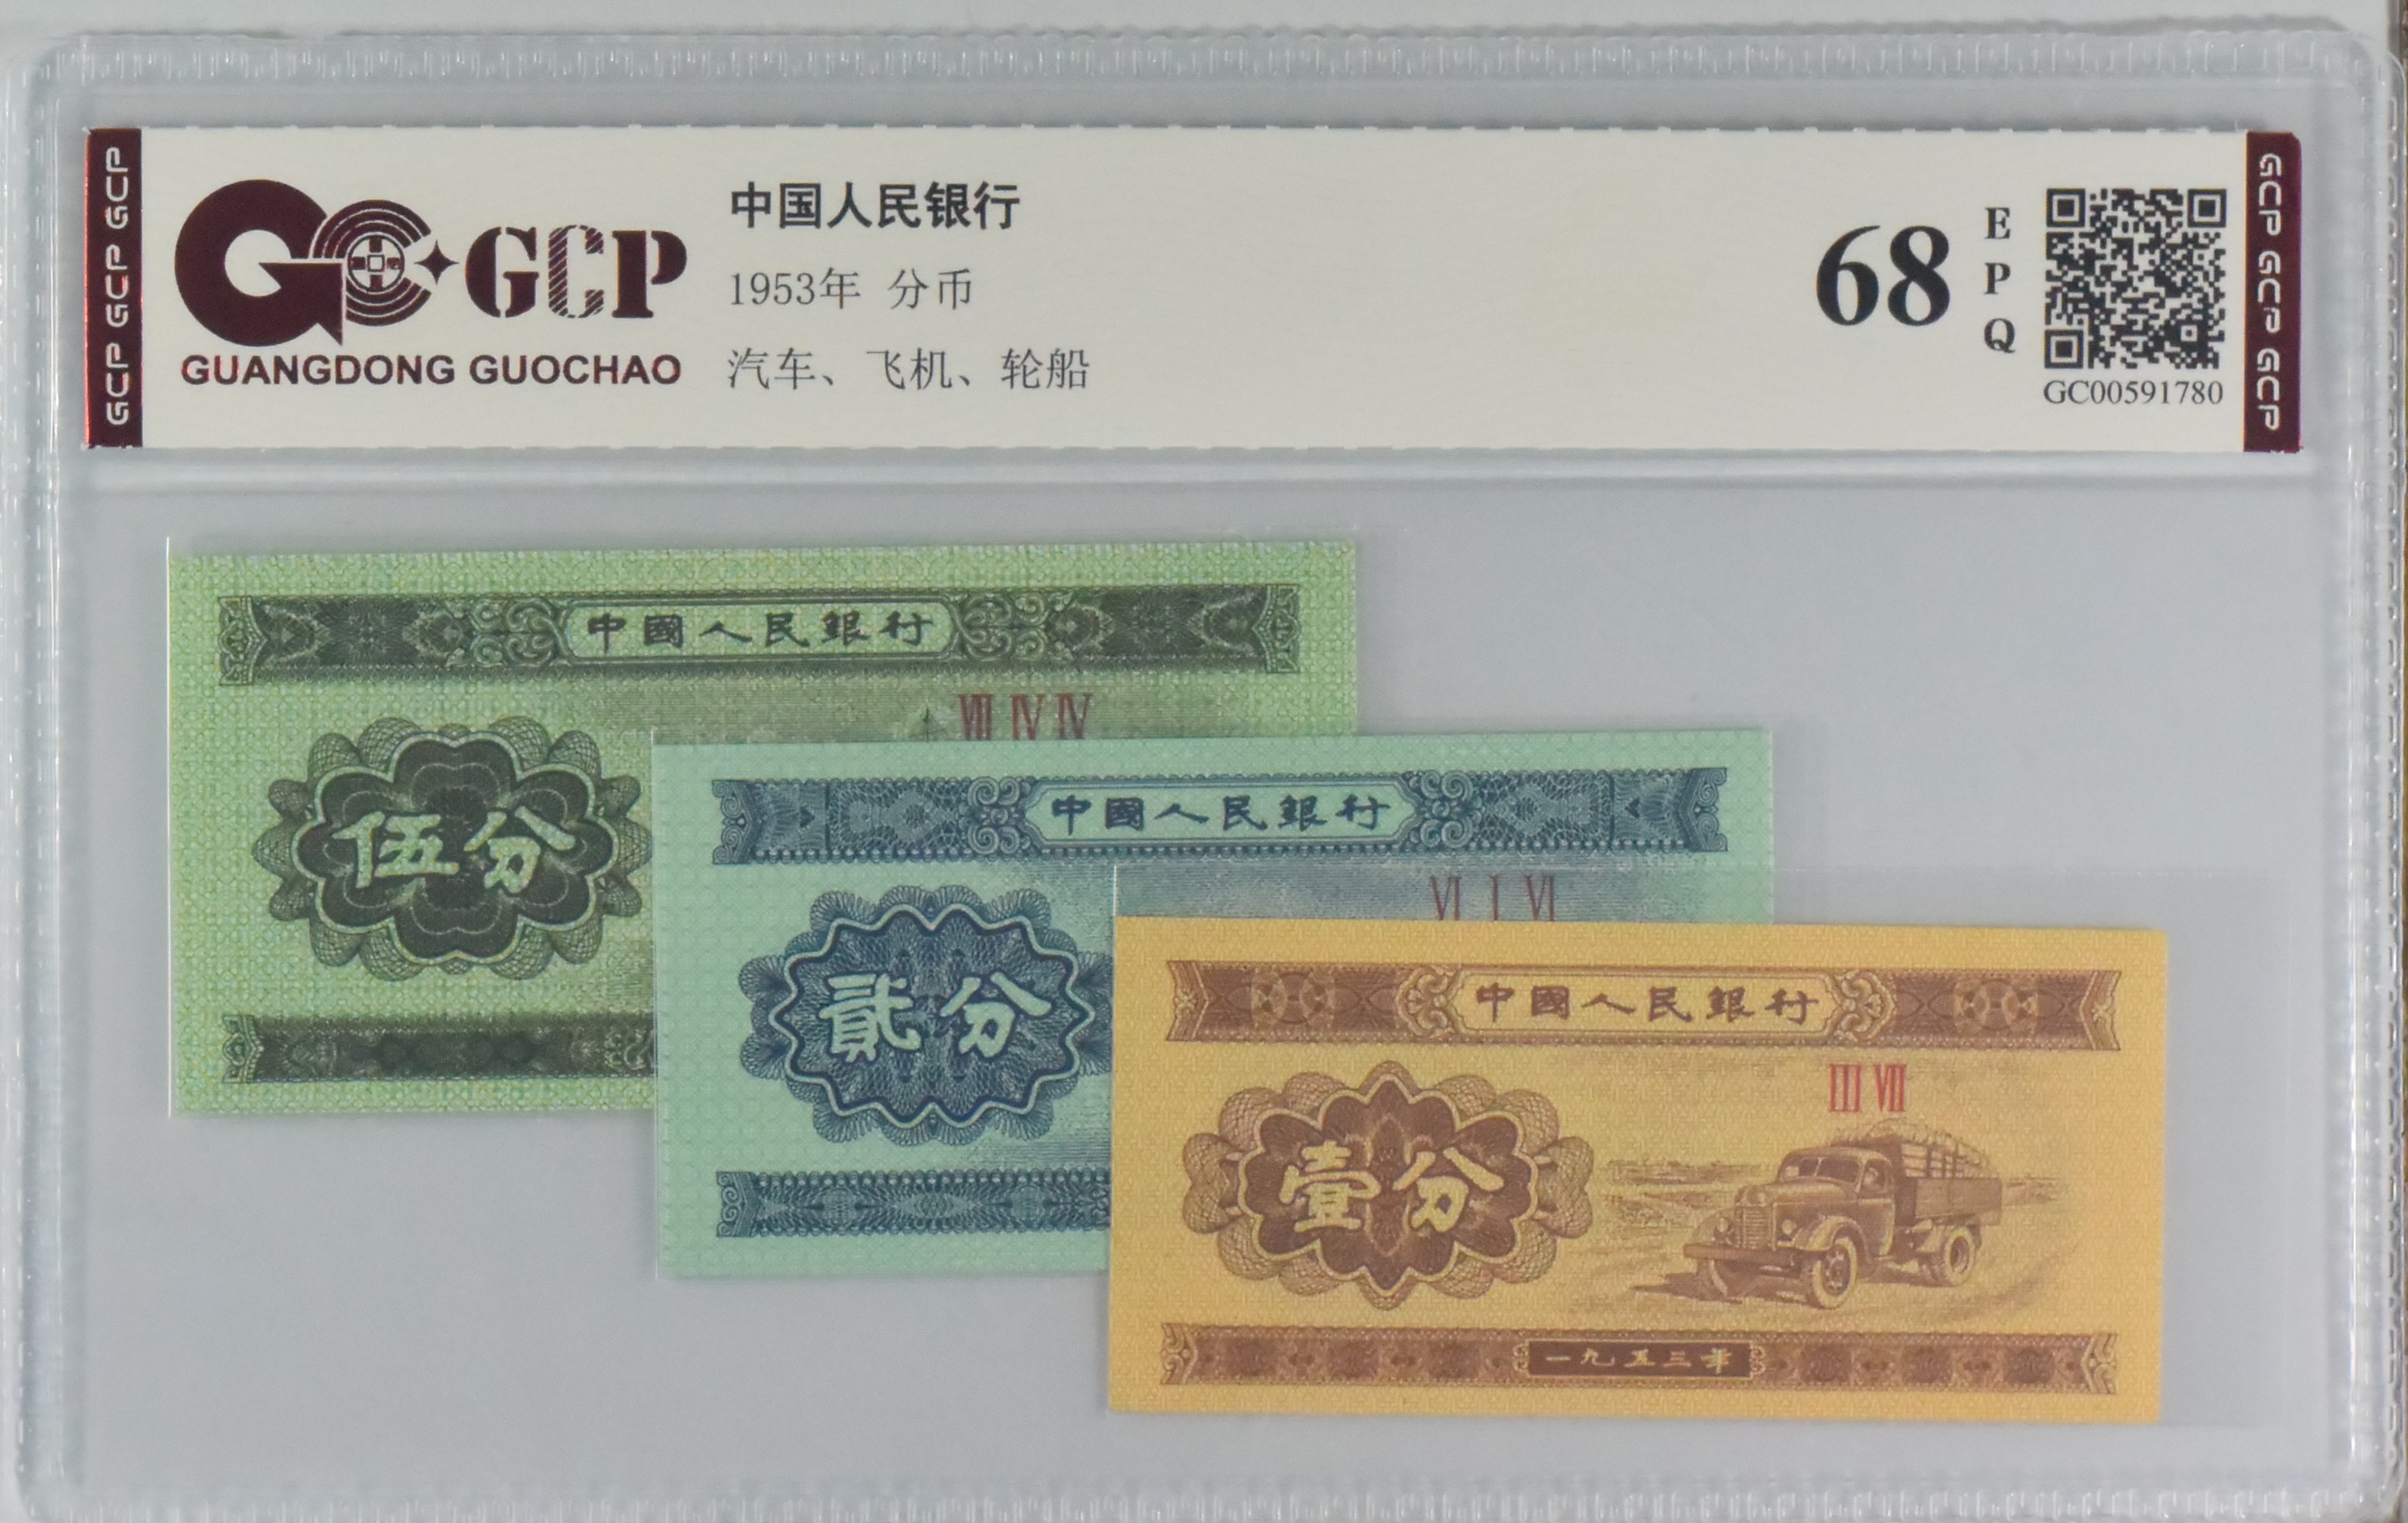 GCP GCP GCP
GCP
GUANGDONG GUOCHAO
中国人民银行
1953年 分币
汽车、飞机、轮船
68
EPQ
GC00591780
GCP GCP GCP
中國人民銀行
Ⅷ Ⅳ Ⅳ
伍分
中國人民銀行
Ⅵ Ⅰ Ⅵ
貳分
中國人民銀行
Ⅲ Ⅶ
壹分
一九五三年